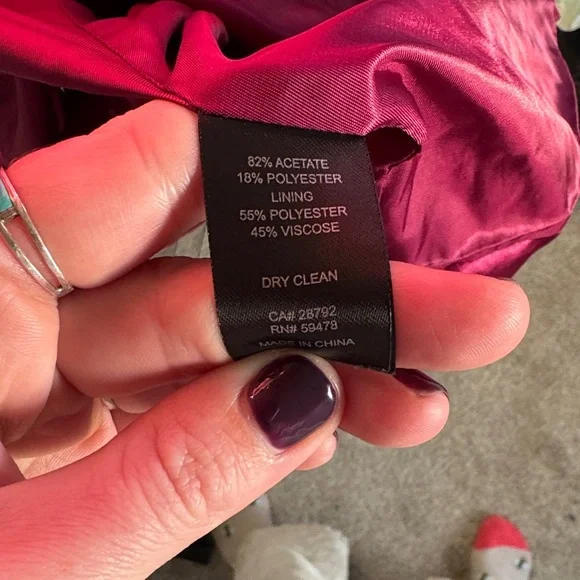 82% ACETATE
18% POLYESTER
LINING
55% POLYESTER
45% VISCOSE
DRY CLEAN
CA# 28792
RN# 59478
MADE IN CHINA